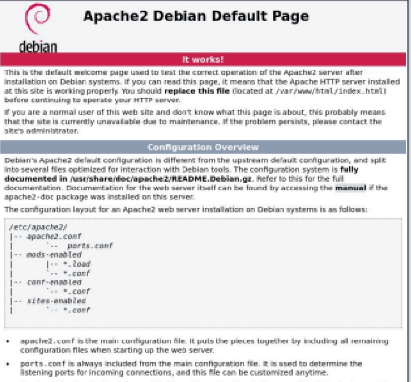 Apache2 Debian Default Page
debian
It works!
This is the default welcome page used to test the correct operation of the Apache2 server after
installation on Debian systems. If you can read this page, it means that the Apache HTTP server installed
at this site is working properly. You should replace this file (located at /var/www/html/index.html)
before continuing to operate your HTTP server.
If you are a normal user of this web site and don't know what this page is about, this probably means
that the site is currently unavailable due to maintenance. If the problem persists, please contact the
site's administrator.
Configuration Overview
Debian's Apache2 default configuration is different from the upstream default configuration, and split
into several files optimized for interaction with Debian tools. The configuration system is fully
documented in /usr/share/doc/apache2/README.Debian.gz. Refer to this for the full
documentation. Documentation for the web server itself can be found by accessing the manual if the
apache2-doc package was installed on this server.
The configuration layout for an Apache2 web server installation on Debian systems is as follows:
/etc/apache2/
|-- apache2.conf
|       `--  ports.conf
|-- mods-enabled
|       |-- *.load
|       `-- *.conf
|-- conf-enabled
|       `-- *.conf
|-- sites-enabled
|       `-- *.conf
• apache2.conf is the main configuration file. It puts the pieces together by including all remaining
configuration files when starting up the web server.
• ports.conf is always included from the main configuration file. It is used to determine the
listening ports for incoming connections, and this file can be customized anytime.